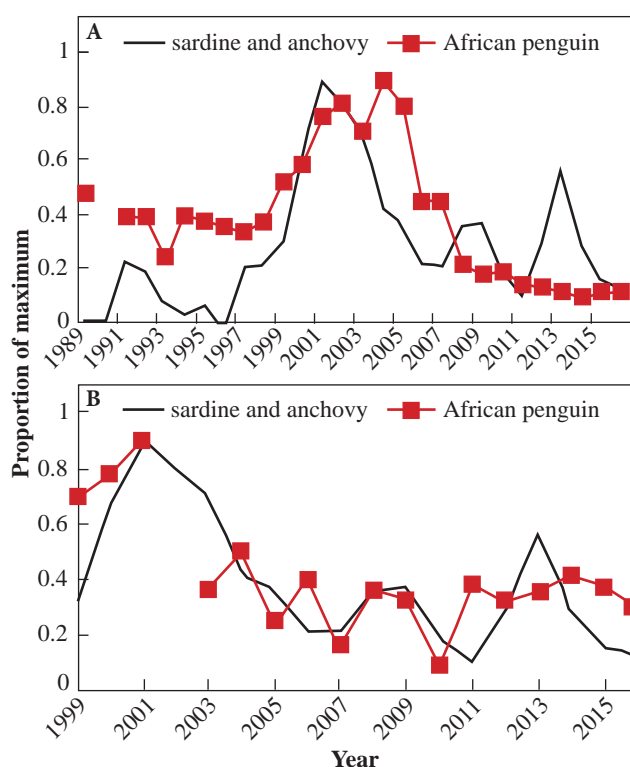 A
sardine and anchovy African penguin
1
0.8
0.6
0.4
0.2
0
1989 1991 1993 1995 1997 1999 2001 2003 2005 2007 2009 2011 2013 2015
Proportion of maximum
B
sardine and anchovy African penguin
1
0.8
0.6
0.4
0.2
0
1999 2001 2003 2005 2007 2009 2011 2013 2015
Year